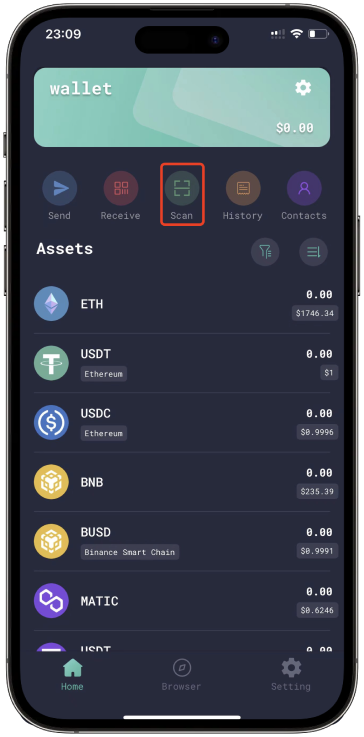 23:09
wallet
$0.00
Send Receive Scan History Contacts
Assets
ETH 0.00
$1746.34
USDT 0.00
Ethereum $1
USDC 0.00
Ethereum $0.9996
BNB 0.00
$235.39
BUSD 0.00
Binance Smart Chain $0.9991
MATIC 0.00
$0.6246
USDT 0.00
Home Browser Setting